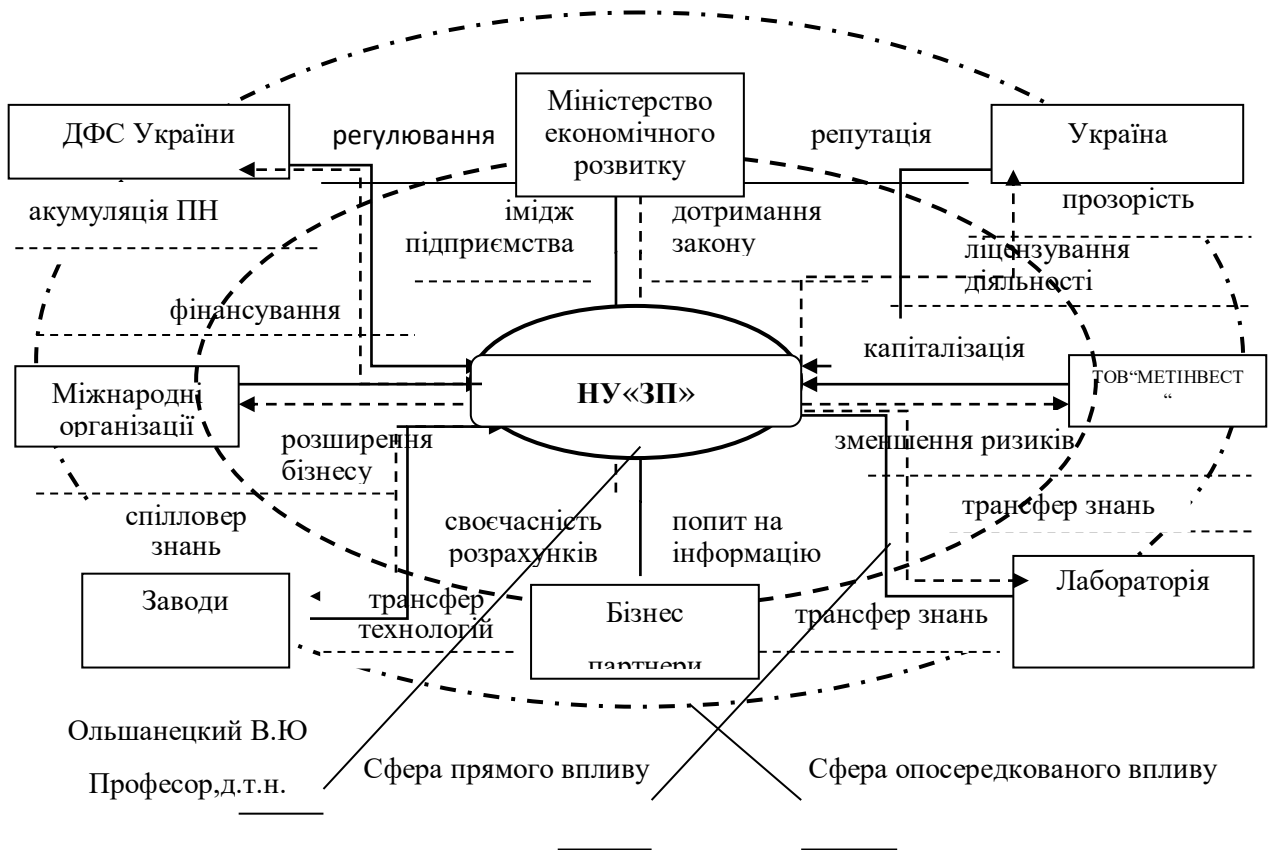 Міністерство
економічного
розвитку
ДФС України
регулювання
репутація
Україна
акумуляція ПН
імідж
підприємства
дотримання
закону
прозорість
ліцензування
діяльності
фінансування
капіталізація
Міжнародні
організації
НУ«ЗП»
ТОВ“МЕТІНВЕСТ
“
розширення
бізнесу
зменшення ризиків
спілловер
знань
своєчасність
розрахунків
попит на
інформацію
трансфер знань
Заводи
трансфер
технологій
Бізнес
партнери
трансфер знань
Лабораторія
Ольшанецкий В.Ю
Професор,д.т.н.
Сфера прямого впливу
Сфера опосередкованого впливу